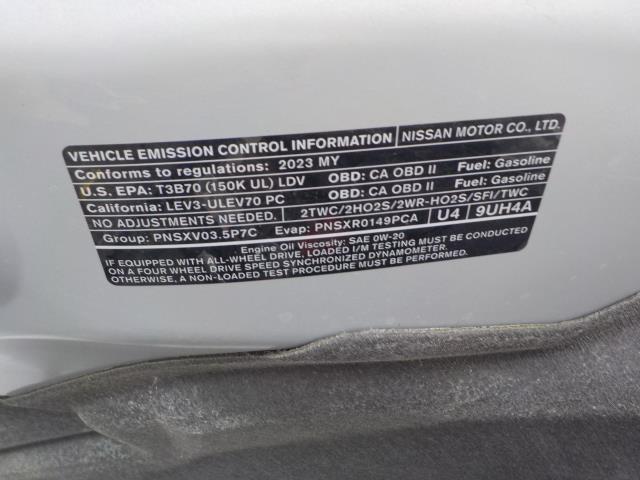 VEHICLE EMISSION CONTROL INFORMATION NISSAN MOTOR CO., LTD.
Conforms to regulations: 2023 MY
U.S. EPA: T3B70 (150K UL) LDV OBD: CA OBD II Fuel: Gasoline
California: LEV3-ULEV70 PC OBD: CA OBD II Fuel: Gasoline
NO ADJUSTMENTS NEEDED. 2TWC/2HO2S/2WR-HO2S/SFI/TWC
Group: PNSXV03.5P7C Evap: PNSXR0149PCA U4 9UH4A
Engine Oil Viscosity: SAE 0W-20
IF EQUIPPED WITH ALL-WHEEL DRIVE, LOADED I/M TESTING MUST BE CONDUCTED
ON A FOUR WHEEL DRIVE SPEED SYNCHRONIZED DYNAMOMETER.
OTHERWISE, A NON-LOADED TEST PROCEDURE MUST BE PERFORMED.